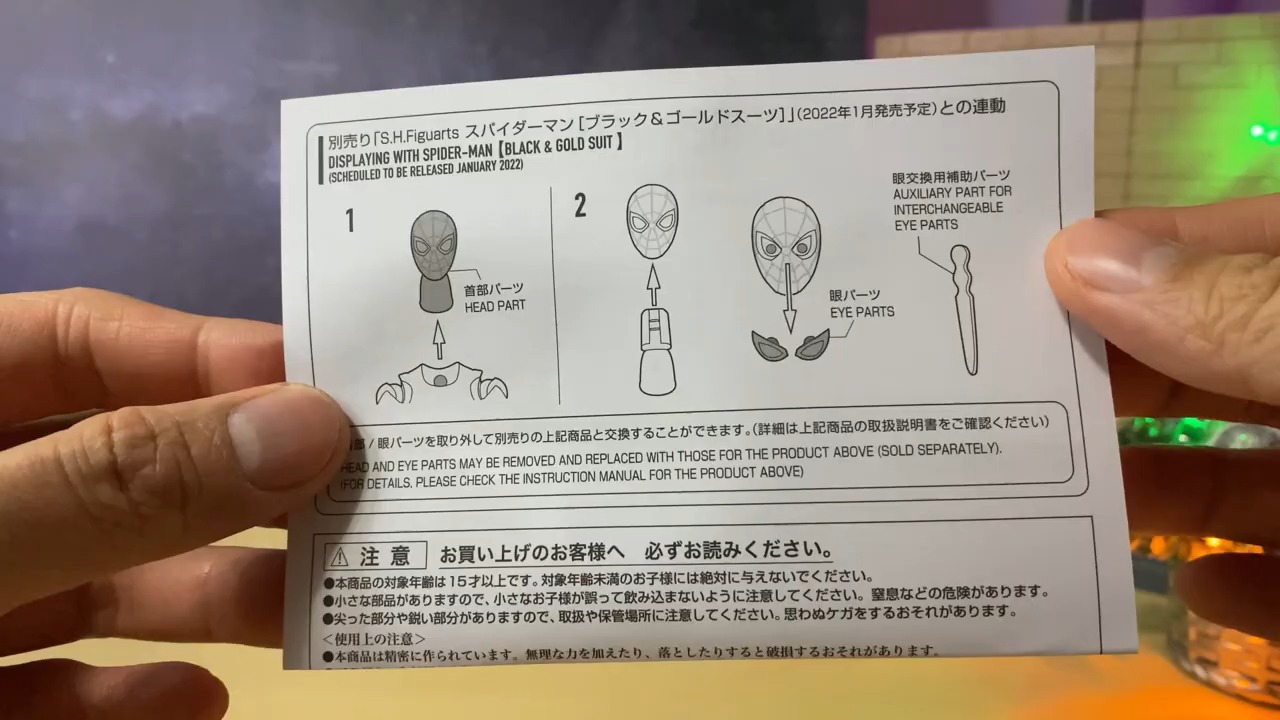 別売り「S.H.Figuarts スパイダーマン[ブラック&ゴールドスーツ]」(2022年1月発売予定)との連動
DISPLAYING WITH SPIDER-MAN【BLACK & GOLD SUIT】
(SCHEDULED TO BE RELEASED JANUARY 2022)
1
首部パーツ
HEAD PART
2
眼パーツ
EYE PARTS
眼交換用補助パーツ
AUXILIARY PART FOR
INTERCHANGEABLE
EYE PARTS
部 / 眼パーツを取り外して別売りの上記商品と交換することができます。(詳細は上記商品の取扱説明書をご確認ください)
HEAD AND EYE PARTS MAY BE REMOVED AND REPLACED WITH THOSE FOR THE PRODUCT ABOVE (SOLD SEPARATELY).
(FOR DETAILS, PLEASE CHECK THE INSTRUCTION MANUAL FOR THE PRODUCT ABOVE)
⚠ 注意 お買い上げのお客様へ 必ずお読みください。
●本商品の対象年齢は15才以上です。対象年齢未満のお子様には絶対に与えないでください。
●小さな部品がありますので、小さなお子様が誤って飲み込まないように注意してください。窒息などの危険があります。
●尖った部分や鋭い部分がありますので、取扱や保管場所に注意してください。思わぬケガをするおそれがあります。
<使用上の注意>
●本商品は精密に作られています。無理な力を加えたり、落としたりすると破損するおそれがあります。